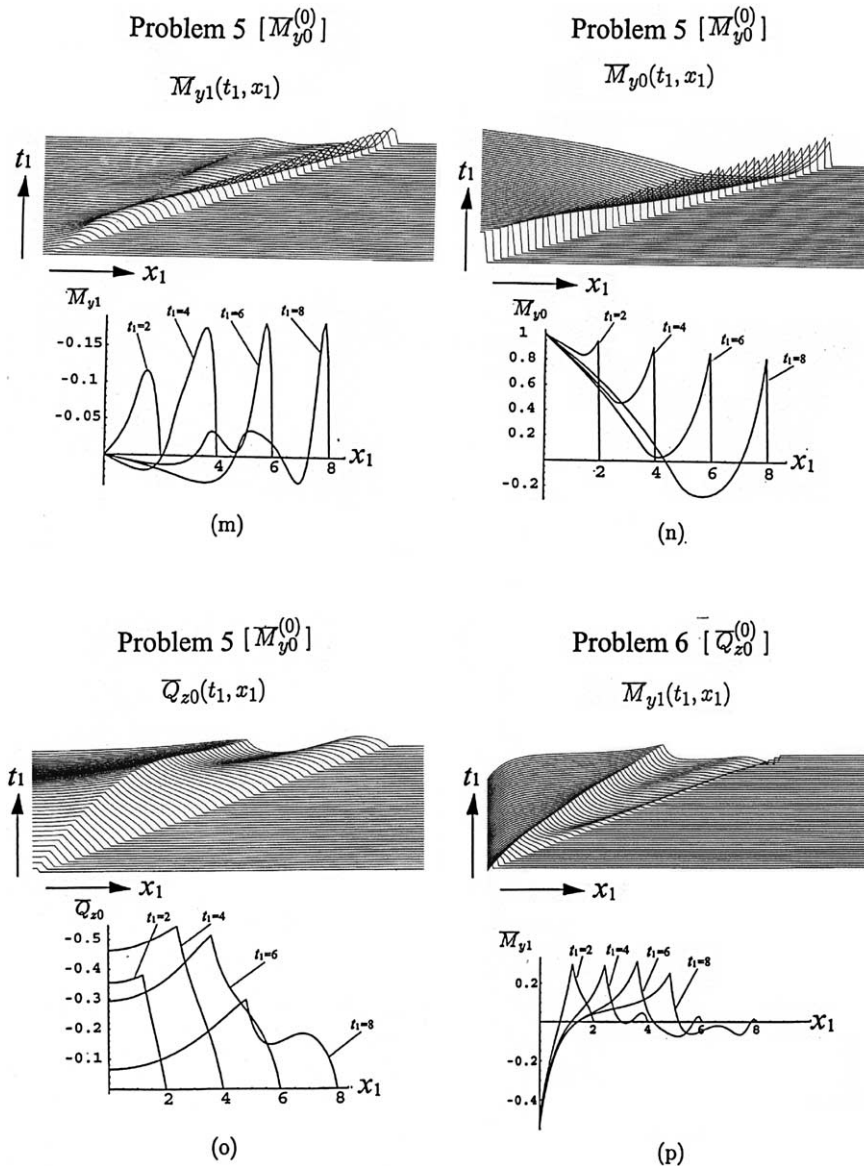 Problem 5 [M̅y0^(0)]
M̅y1(t1, x1)
t1
x1
M̅y1
-0.15
-0.1
-0.05
t1=2
t1=4
t1=6
t1=8
4 6 8
x1
(m)
Problem 5 [M̅y0^(0)]
M̅y0(t1, x1)
t1
x1
M̅y0
1
0.8
0.6
0.4
0.2
-0.2
t1=2
t1=4
t1=6
t1=8
2 4 6 8
x1
(n)
Problem 5 [M̅y0^(0)]
Q̅z0(t1, x1)
t1
x1
Q̅z0
-0.5
-0.4
-0.3
-0.2
-0.1
t1=2
t1=4
t1=6
t1=8
2 4 6 8
x1
(o)
Problem 6 [Q̅z0^(0)]
M̅y1(t1, x1)
t1
x1
M̅y1
0.2
-0.2
-0.4
t1=2
t1=4
t1=6
t1=8
2 4 6 8
x1
(p)